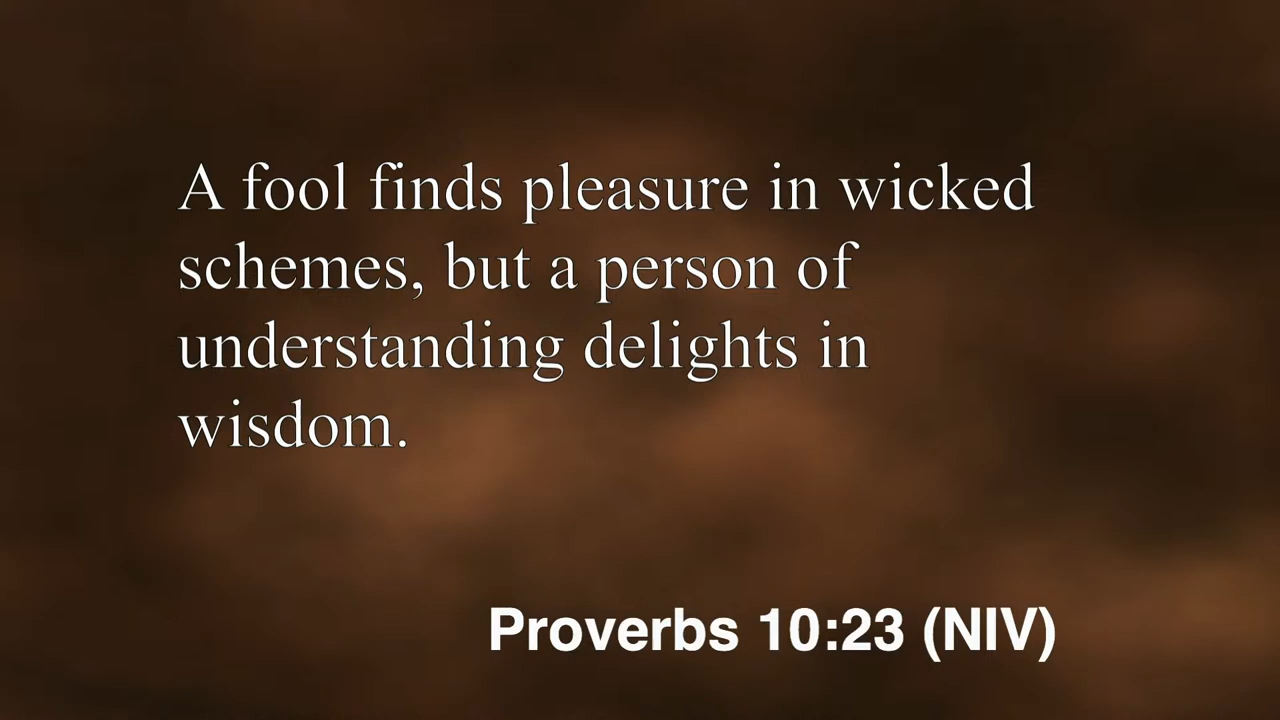 A fool finds pleasure in wicked
schemes, but a person of
understanding delights in
wisdom.
Proverbs 10:23 (NIV)